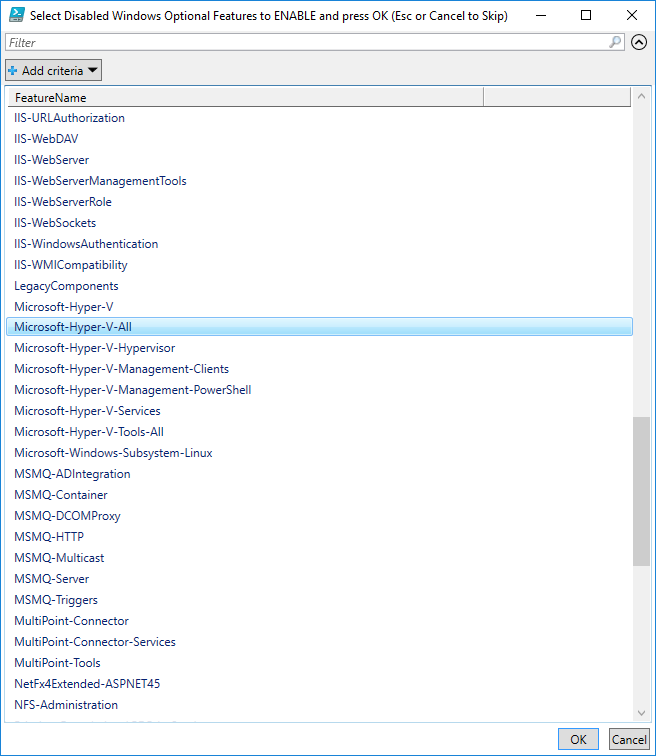 Select Disabled Windows Optional Features to ENABLE and press OK (Esc or Cancel to Skip)
Filter
Add criteria
FeatureName
IIS-URLAuthorization
IIS-WebDAV
IIS-WebServer
IIS-WebServerManagementTools
IIS-WebServerRole
IIS-WebSockets
IIS-WindowsAuthentication
IIS-WMICompatibility
LegacyComponents
Microsoft-Hyper-V
Microsoft-Hyper-V-All
Microsoft-Hyper-V-Hypervisor
Microsoft-Hyper-V-Management-Clients
Microsoft-Hyper-V-Management-PowerShell
Microsoft-Hyper-V-Services
Microsoft-Hyper-V-Tools-All
Microsoft-Windows-Subsystem-Linux
MSMQ-ADIntegration
MSMQ-Container
MSMQ-DCOMProxy
MSMQ-HTTP
MSMQ-Multicast
MSMQ-Server
MSMQ-Triggers
MultiPoint-Connector
MultiPoint-Connector-Services
MultiPoint-Tools
NetFx4Extended-ASPNET45
NFS-Administration
OK Cancel